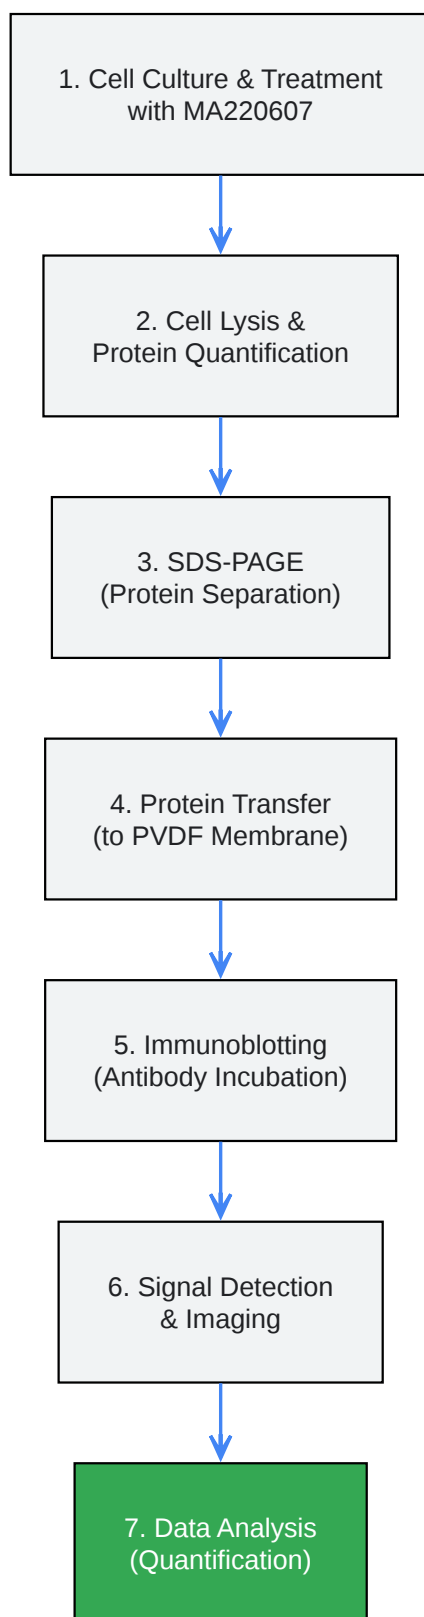 1. Cell Culture & Treatment
with MA220607
2. Cell Lysis &
Protein Quantification
3. SDS-PAGE
(Protein Separation)
4. Protein Transfer
(to PVDF Membrane)
5. Immunoblotting
(Antibody Incubation)
6. Signal Detection
& Imaging
7. Data Analysis
(Quantification)